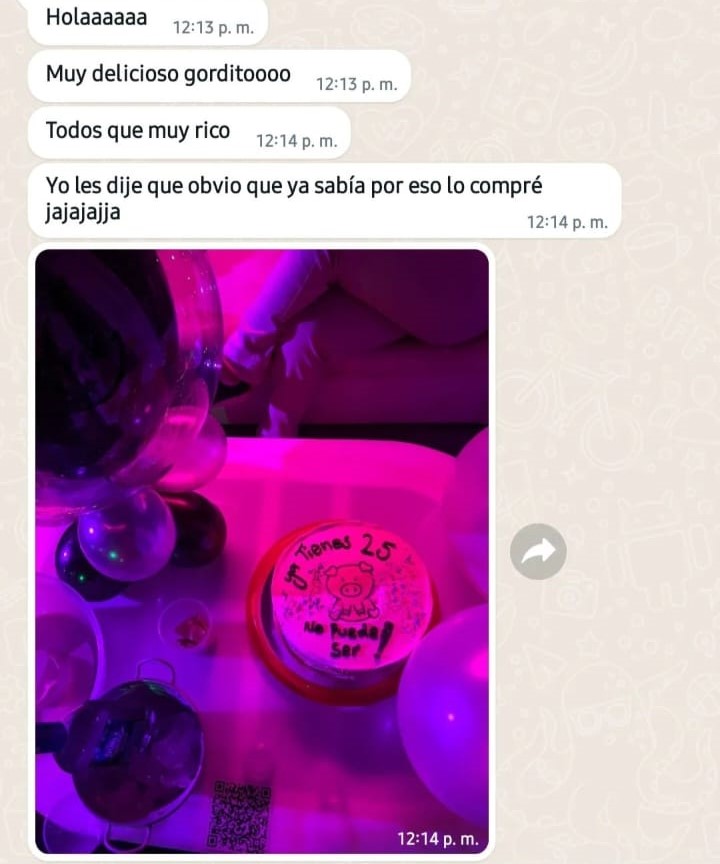 Holaaaaaa
12:13 p. m.
Muy delicioso gorditoooo
12:13 p. m.
Todos que muy rico
12:14 p. m.
Yo les dije que obvio que ya sabía por eso lo compré
jajajajja
12:14 p. m.
Ya Tienes 25
No Puede
Ser!
12:14 p. m.